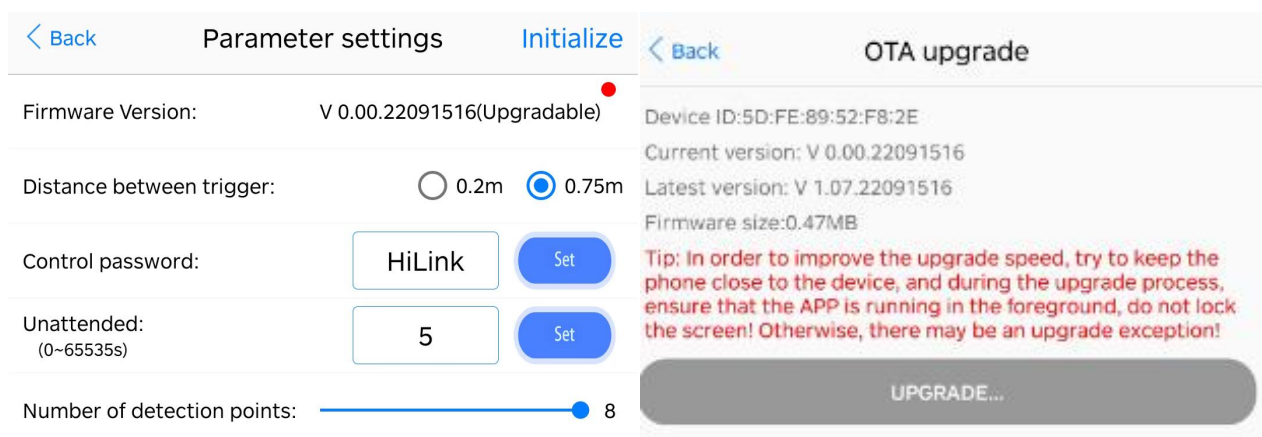 Back
Parameter settings
Initialize
Firmware Version:
V 0.00.22091516(Upgradable)
Distance between trigger:
0.2m
0.75m
Control password:
HiLink
Set
Unattended:
(0~65535s)
5
Set
Number of detection points:
8
Back
OTA upgrade
Device ID:5D:FE:89:52:F8:2E
Current version: V 0.00.22091516
Latest version: V 1.07.22091516
Firmware size:0.47MB
Tip: In order to improve the upgrade speed, try to keep the
phone close to the device, and during the upgrade process,
ensure that the APP is running in the foreground, do not lock
the screen! Otherwise, there may be an upgrade exception!
UPGRADE...